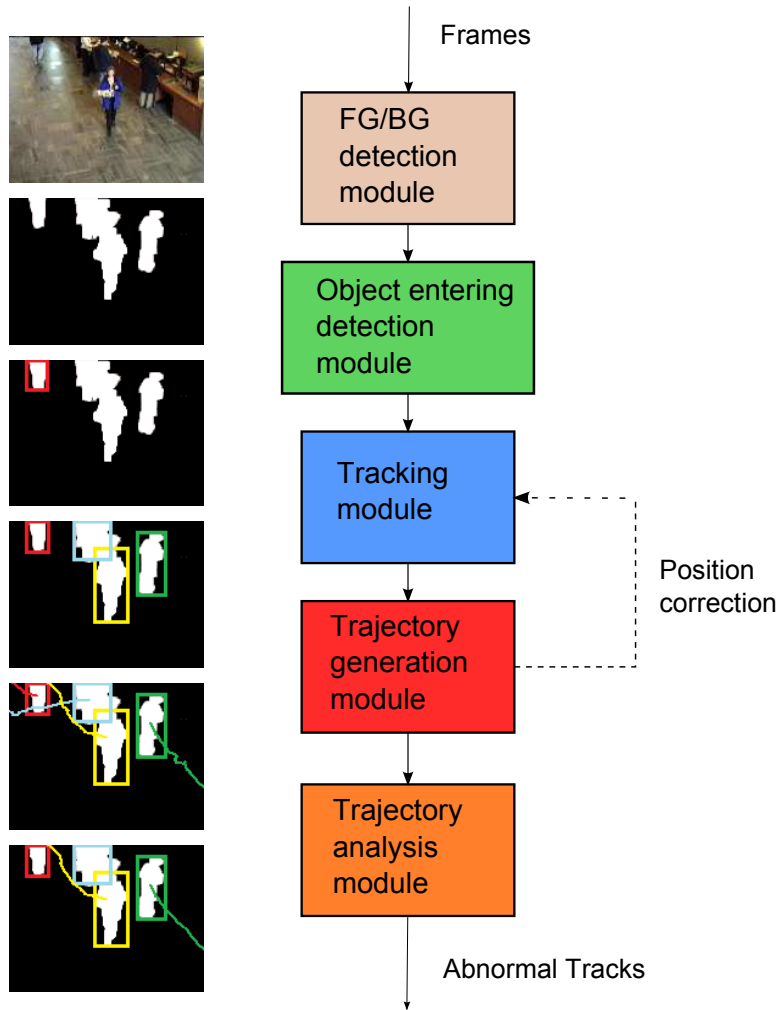 Frames
FG/BG
detection
module
Object entering
detection
module
Tracking
module
Position
correction
Trajectory
generation
module
Trajectory
analysis
module
Abnormal Tracks